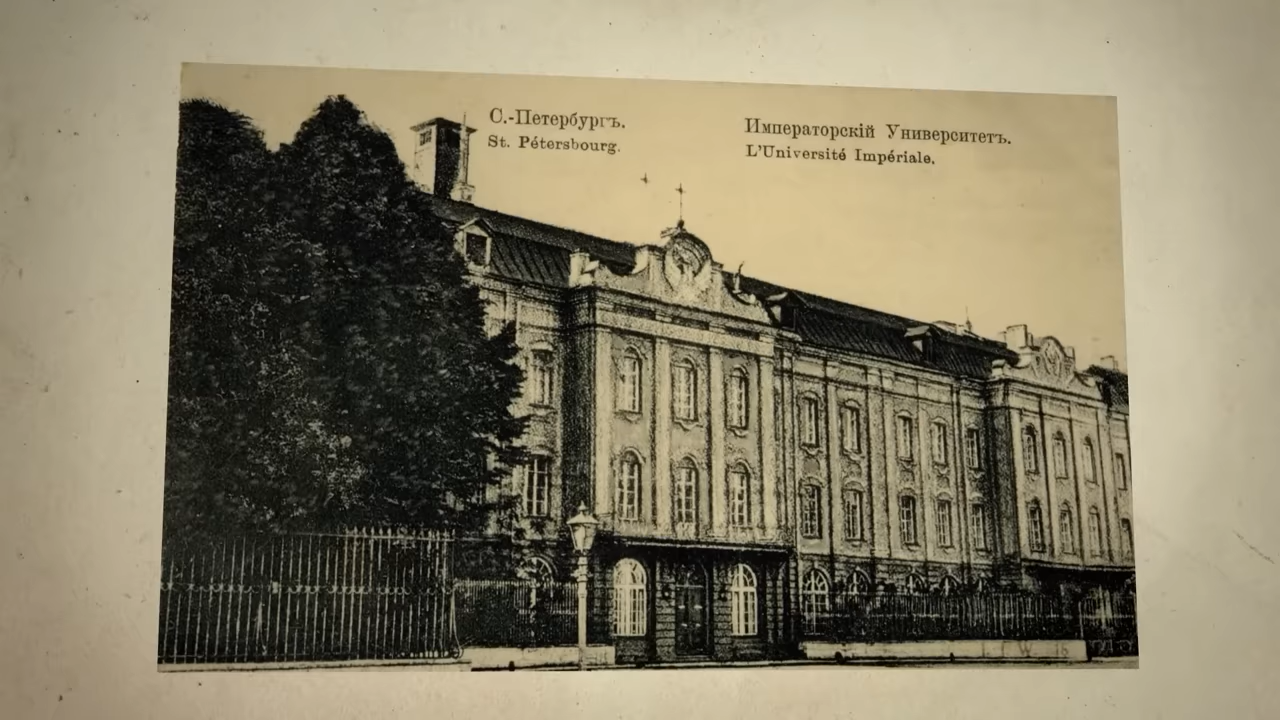 С.-Петербургъ.
St. Pétersbourg.
Императорскій Университетъ.
L'Université Impériale.